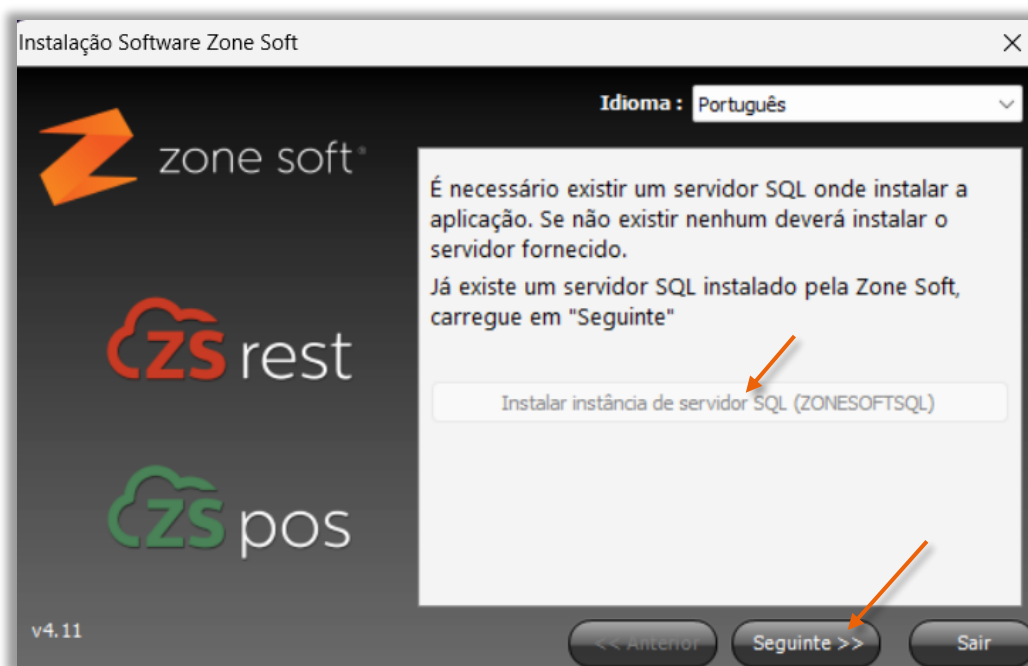 Instalação Software Zone Soft
Idioma : Português
zone soft®
É necessário existir um servidor SQL onde instalar a
aplicação. Se não existir nenhum deverá instalar o
servidor fornecido.
Já existe um servidor SQL instalado pela Zone Soft,
carregue em "Seguinte"
ZS rest
Instalar instância de servidor SQL (ZONESOFTSQL)
ZS pos
v4.11
<< Anterior
Seguinte >>
Sair